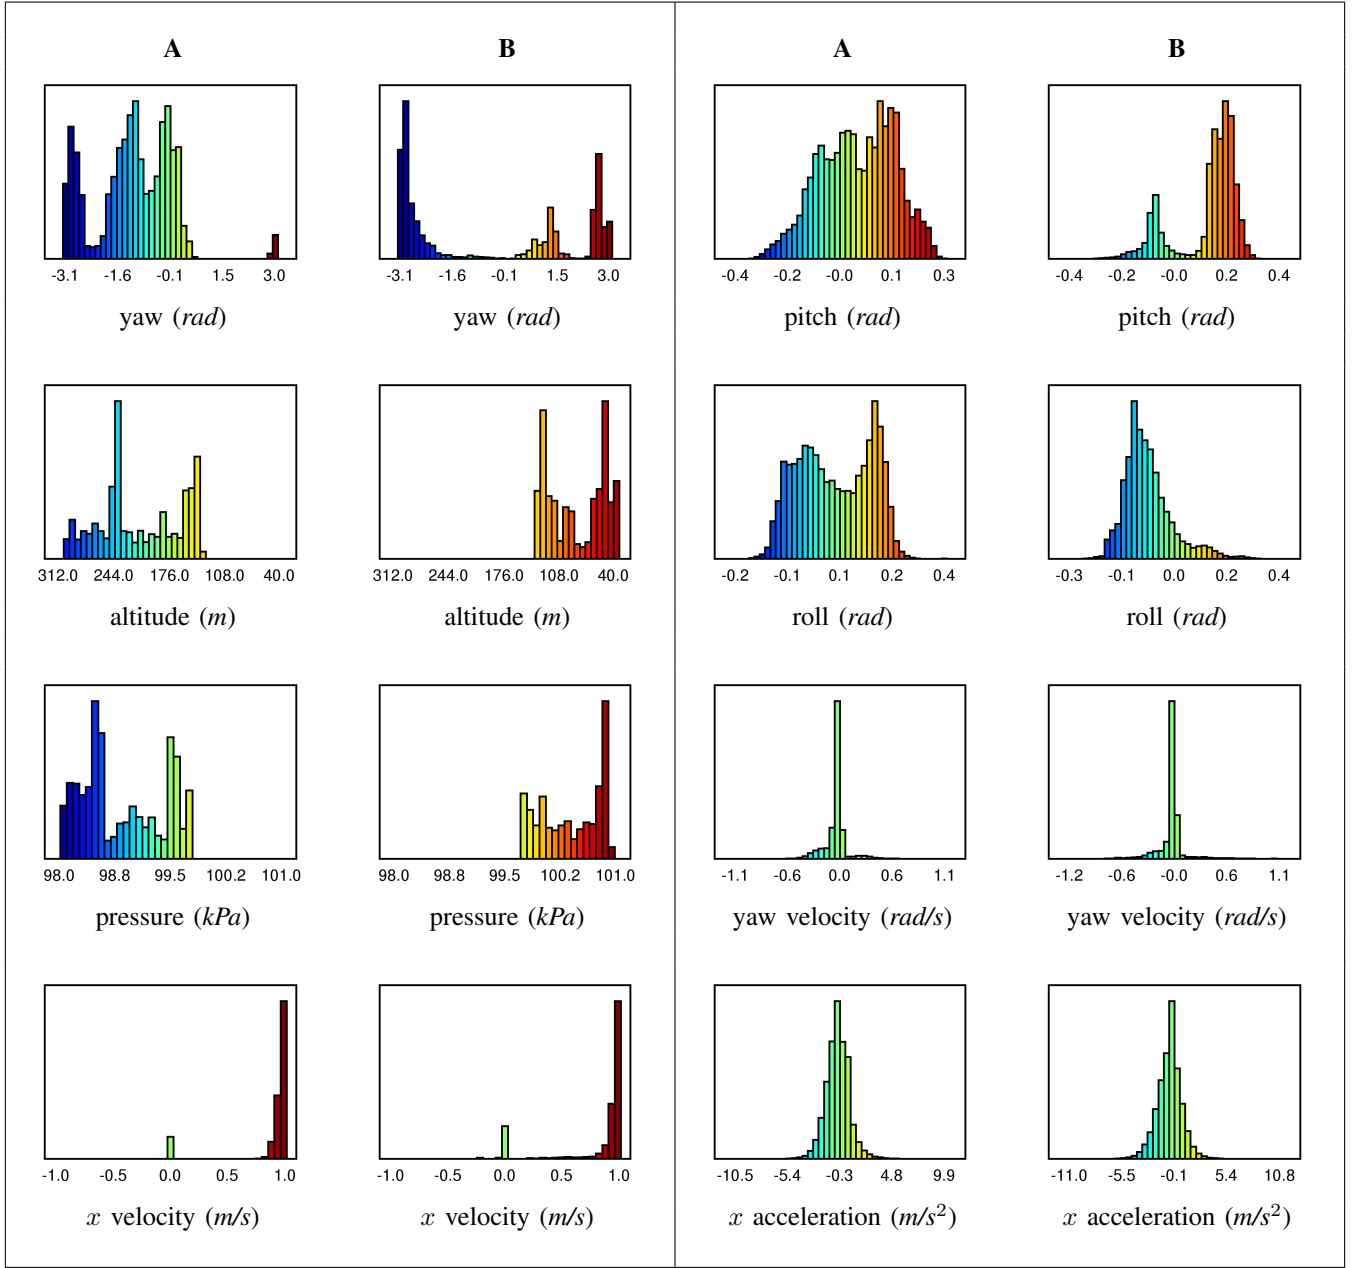 A B A B
-3.1 -1.6 -0.1 1.5 3.0 -3.1 -1.6 -0.1 1.5 3.0 -0.4 -0.2 -0.0 0.1 0.3 -0.4 -0.2 -0.0 0.2 0.4
yaw (rad) yaw (rad) pitch (rad) pitch (rad)
312.0 244.0 176.0 108.0 40.0 312.0 244.0 176.0 108.0 40.0 -0.2 -0.1 0.1 0.2 0.4 -0.3 -0.1 0.0 0.2 0.4
altitude (m) altitude (m) roll (rad) roll (rad)
98.0 98.8 99.5 100.2 101.0 98.0 98.8 99.5 100.2 101.0 -1.1 -0.6 0.0 0.6 1.1 -1.2 -0.6 -0.0 0.6 1.1
pressure (kPa) pressure (kPa) yaw velocity (rad/s) yaw velocity (rad/s)
-1.0 -0.5 0.0 0.5 1.0 -1.0 -0.5 0.0 0.5 1.0 -10.5 -5.4 -0.3 4.8 9.9 -11.0 -5.5 -0.1 5.4 10.8
x velocity (m/s) x velocity (m/s) x acceleration (m/s²) x acceleration (m/s²)